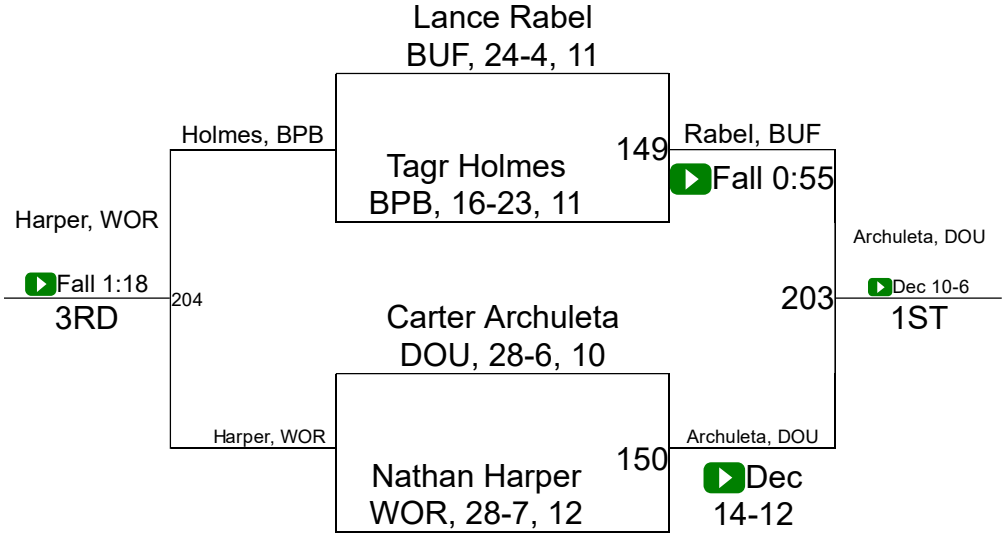 Lance Rabel
BUF, 24-4, 11
Holmes, BPB
149
Rabel, BUF
Tagr Holmes
BPB, 16-23, 11
Fall 0:55
Harper, WOR
Archuleta, DOU
Fall 1:18
204
203
Dec 10-6
3RD
1ST
Carter Archuleta
DOU, 28-6, 10
Harper, WOR
Archuleta, DOU
150
Nathan Harper
WOR, 28-7, 12
Dec
14-12